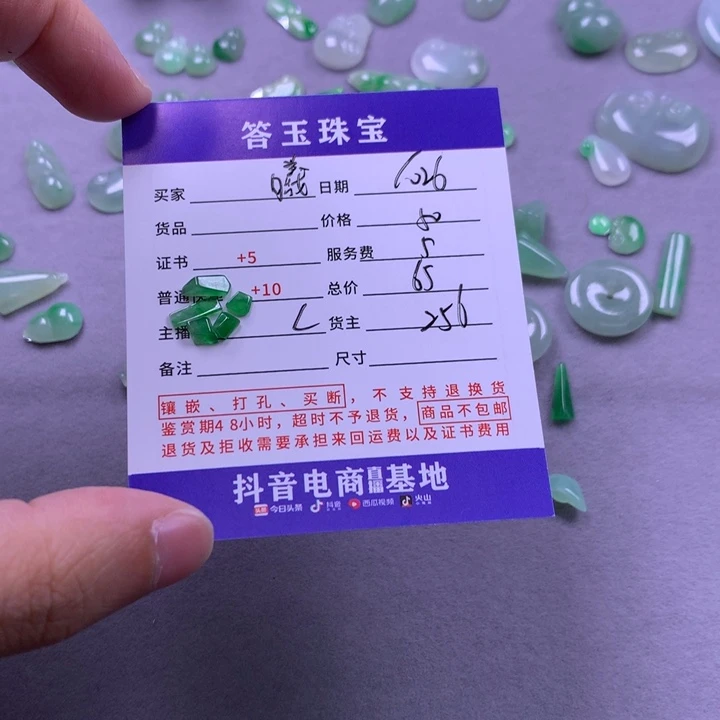 答玉珠宝
买家 日期 1026
货品 价格
证书 +5 服务费 5
普通快 +10 总价 65
主播 L 货主 256
备注 尺寸
镶嵌、打孔、买断，不支持退换货
鉴赏期48小时，超时不予退货，商品不包邮
退货及拒收需要承担来回运费以及证书费用
抖音电商直播基地
头条 今日头条 抖音 西瓜视频 火山